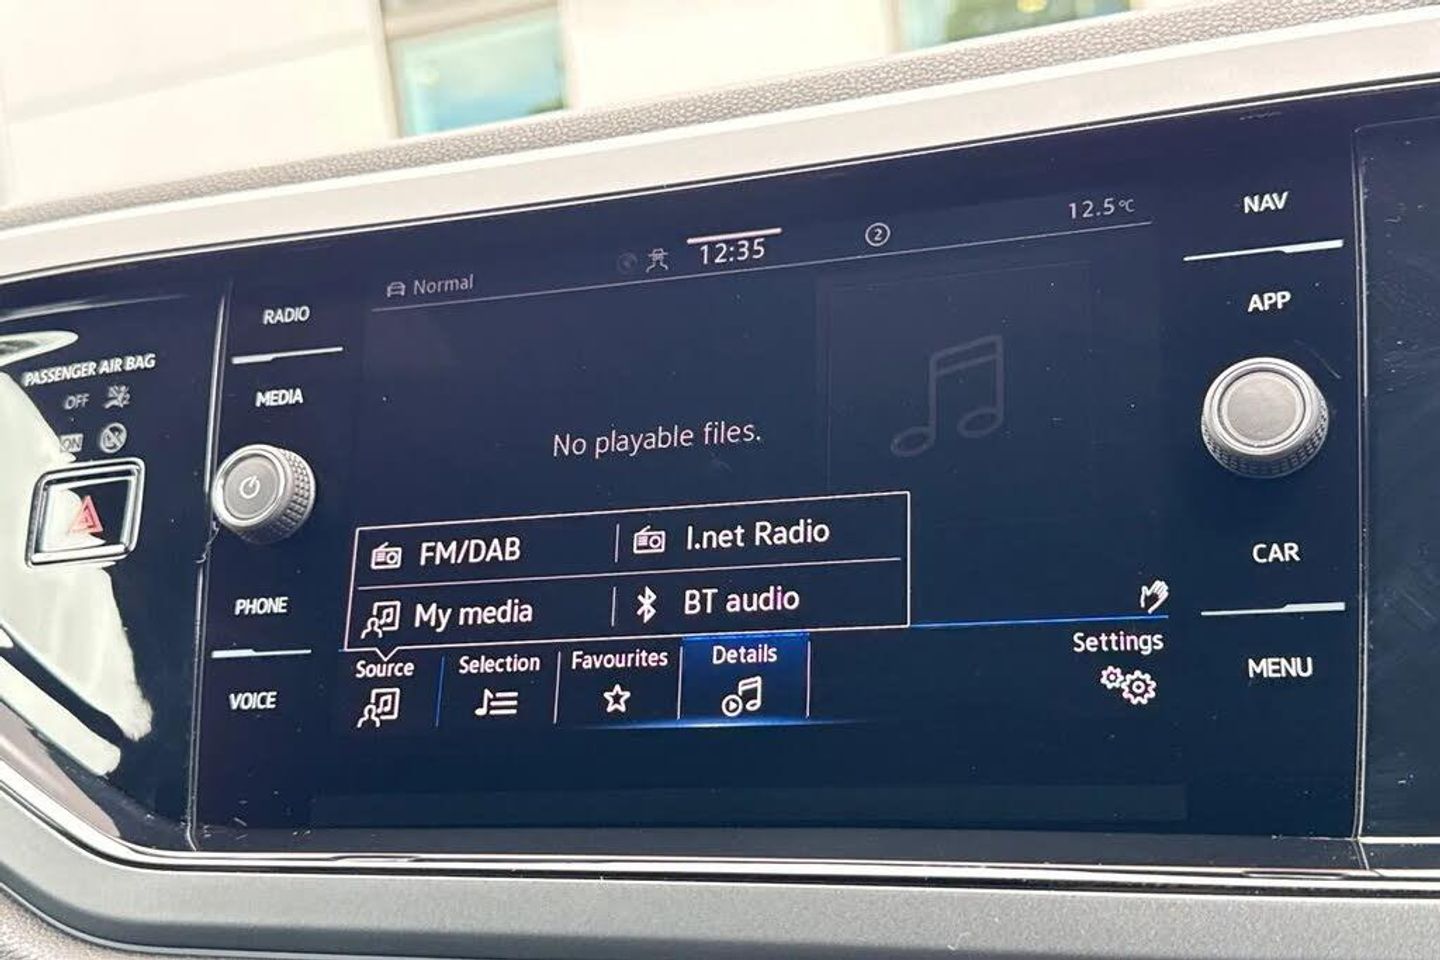 NAV
12.5°C
2
12:35
Normal
RADIO
APP
PASSENGER AIR BAG
OFF
MEDIA
ON
No playable files.
FM/DAB
I.net Radio
My media
BT audio
CAR
PHONE
Source
Selection
Favourites
Details
Settings
MENU
VOICE